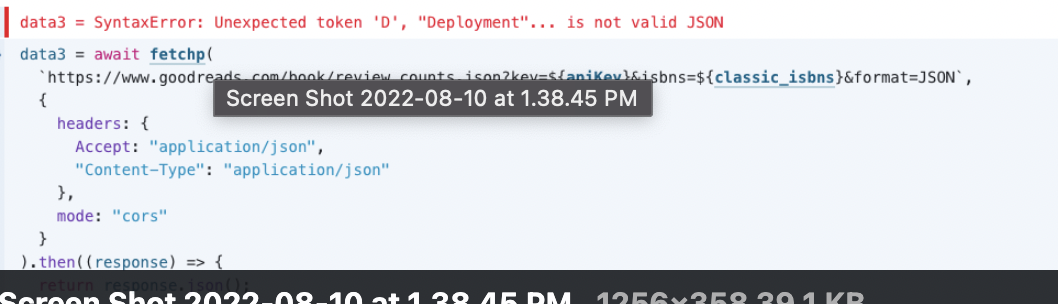 data3 = SyntaxError: Unexpected token 'D', "Deployment"... is not valid JSON
data3 = await fetchp(
`https://www.goodreads.com/book/review_counts.json?key=${apiKey}&isbns=${classic_isbns}&format=JSON`,
Screen Shot 2022-08-10 at 1.38.45 PM
{
headers: {
Accept: "application/json",
"Content-Type": "application/json"
},
mode: "cors"
}
).then((response) => {
return response.json();
Screen Shot 2022-08-10 at 1.38.45 PM 1256×358 39.1 KB